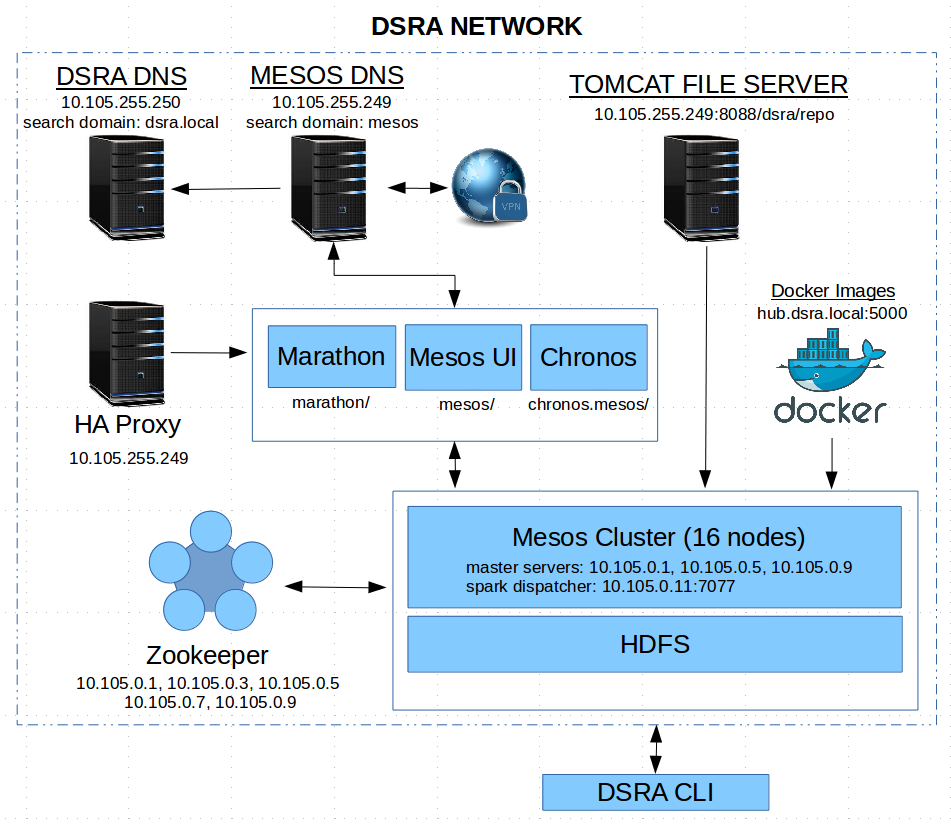 DSRA NETWORK
DSRA DNS
10.105.255.250
search domain: dsra.local
MESOS DNS
10.105.255.249
search domain: mesos
TOMCAT FILE SERVER
10.105.255.249:8088/dsra/repo
VPN
Docker Images
hub.dsra.local:5000
docker
HA Proxy
10.105.255.249
Marathon
marathon/
Mesos UI
mesos/
Chronos
chronos.mesos/
Mesos Cluster (16 nodes)
master servers: 10.105.0.1, 10.105.0.5, 10.105.0.9
spark dispatcher: 10.105.0.11:7077
HDFS
Zookeeper
10.105.0.1, 10.105.0.3, 10.105.0.5
10.105.0.7, 10.105.0.9
DSRA CLI